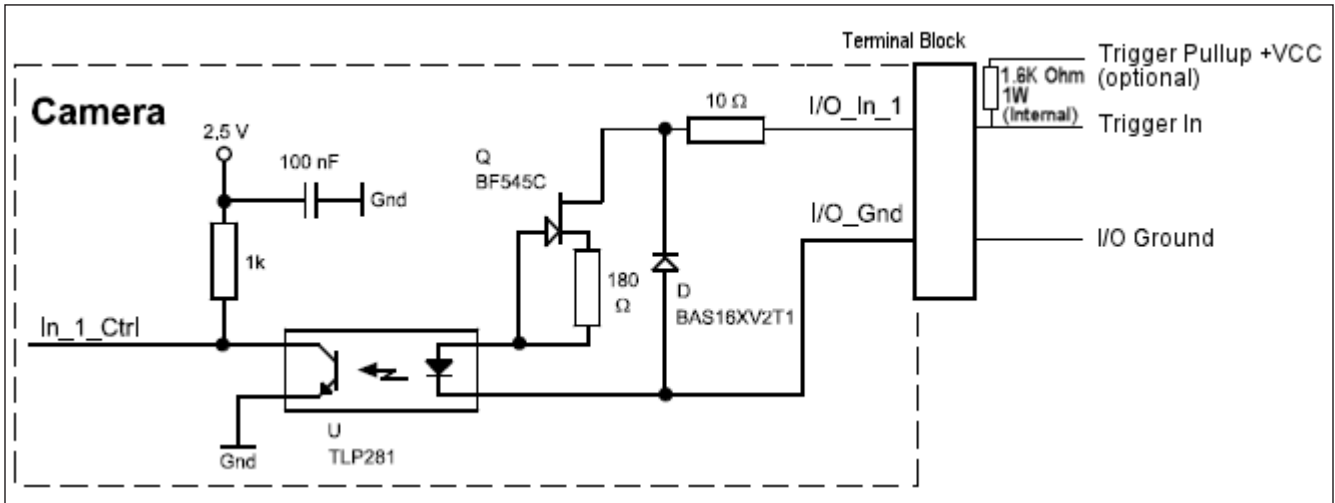 Terminal Block
Trigger Pullup +VCC
(optional)
1.6K Ohm
1W
(Internal)
Trigger In
I/O Ground
Camera
2,5 V
100 nF
Gnd
1k
In_1_Ctrl
Gnd
U
TLP281
Q
BF545C
180
Ω
D
BAS16XV2T1
10 Ω
I/O_In_1
I/O_Gnd